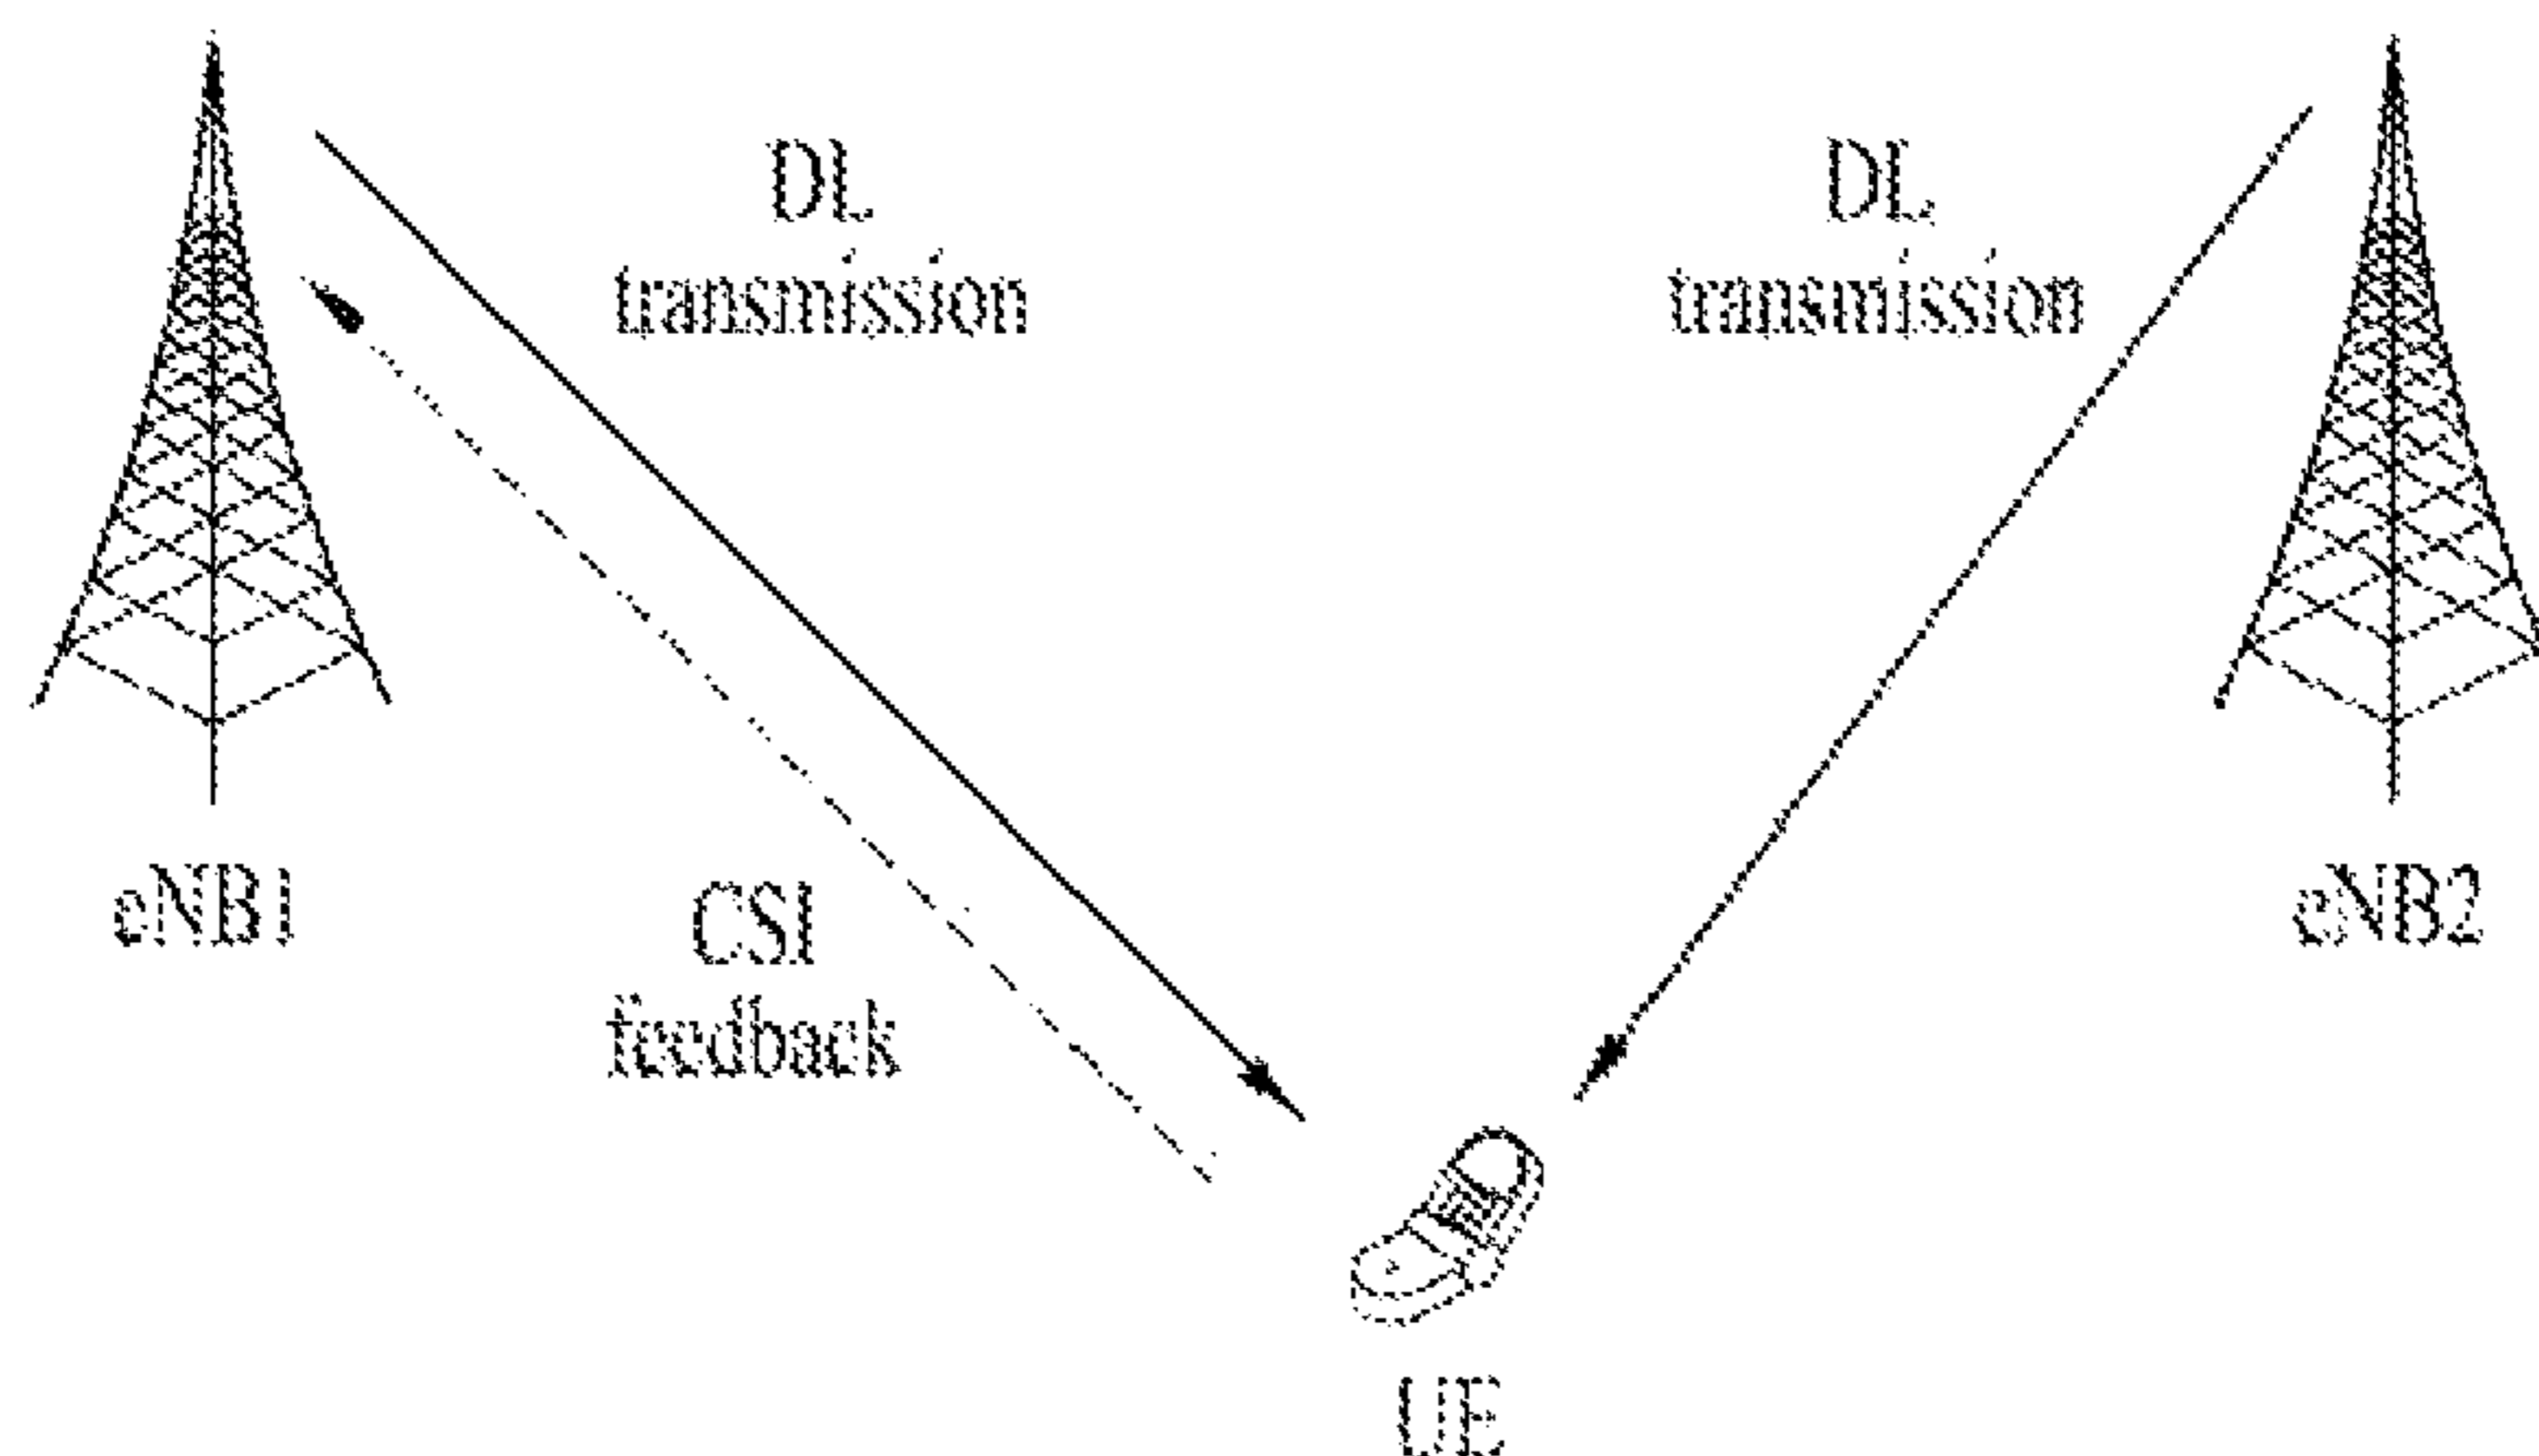 DL
transmission
DL
transmission
eNB1
CSI
feedback
eNB2
UE